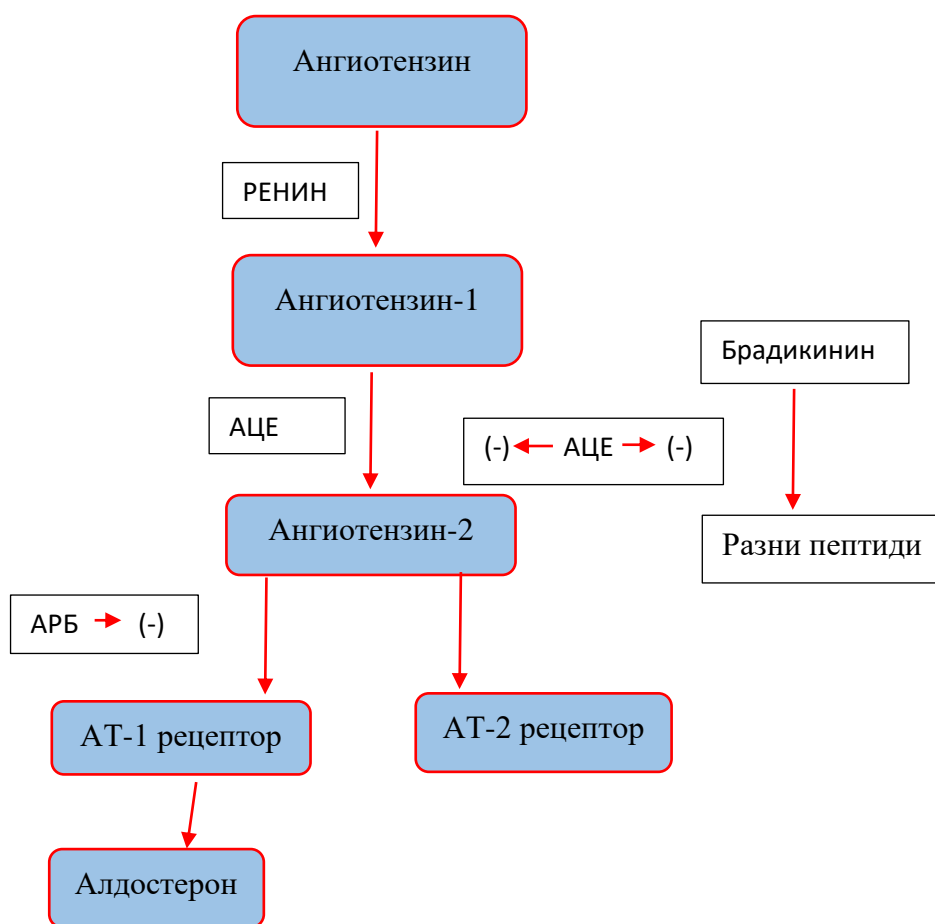 Ангиотензин
РЕНИН
Ангиотензин-1
Брадикинин
АЦЕ
(-) АЦЕ (-)
Ангиотензин-2
Разни пептиди
АРБ (-)
АТ-1 рецептор
АТ-2 рецептор
Алдостерон